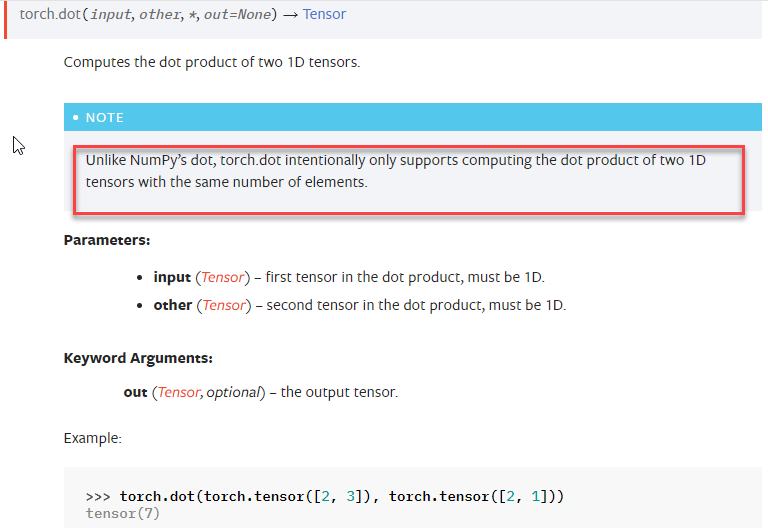 torch.dot(input, other, *, out=None) → Tensor
Computes the dot product of two 1D tensors.
• NOTE
Unlike NumPy’s dot, torch.dot intentionally only supports computing the dot product of two 1D
tensors with the same number of elements.
Parameters:
• input (Tensor) – first tensor in the dot product, must be 1D.
• other (Tensor) – second tensor in the dot product, must be 1D.
Keyword Arguments:
out (Tensor, optional) – the output tensor.
Example:
>>> torch.dot(torch.tensor([2, 3]), torch.tensor([2, 1]))
tensor(7)